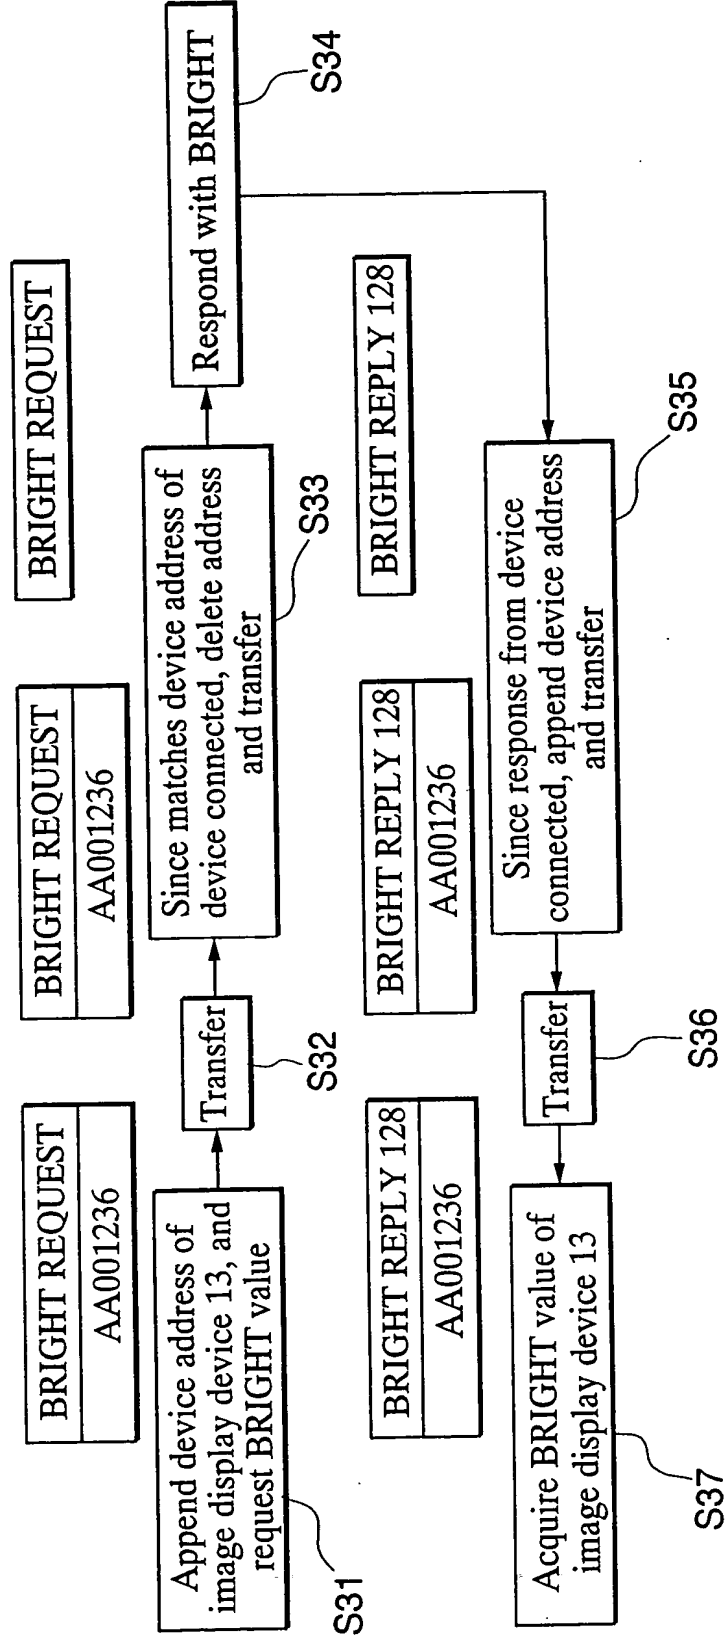 BRIGHT REQUEST
AA001236
BRIGHT REQUEST
AA001236
BRIGHT REQUEST
Append device address of
image display device 13, and
request BRIGHT value
S31
Transfer
S32
Since matches device address of
device connected, delete address
and transfer
S33
Respond with BRIGHT
S34
BRIGHT REPLY 128
AA001236
BRIGHT REPLY 128
AA001236
BRIGHT REPLY 128
Acquire BRIGHT value of
image display device 13
S37
Transfer
S36
Since response from device
connected, append device address
and transfer
S35